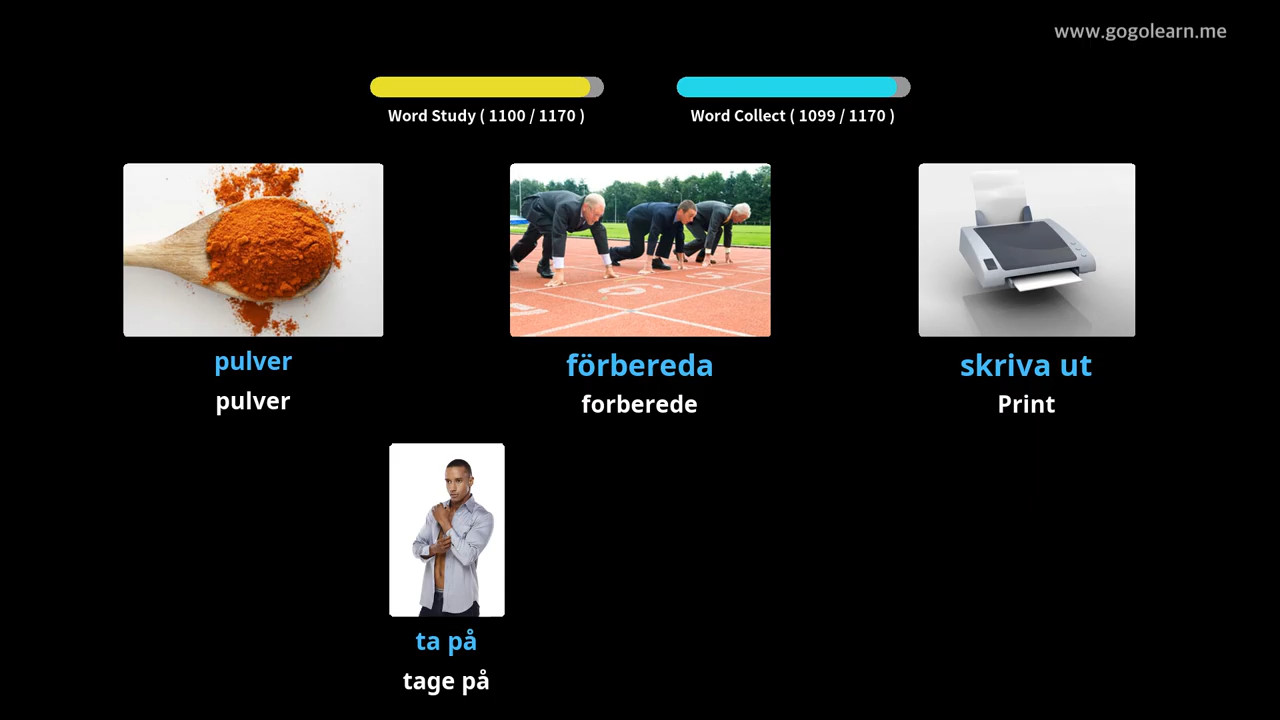 www.gogolearn.me
Word Study ( 1100 / 1170 )
Word Collect ( 1099 / 1170 )
pulver
pulver
förbereda
forberede
skriva ut
Print
ta på
tage på